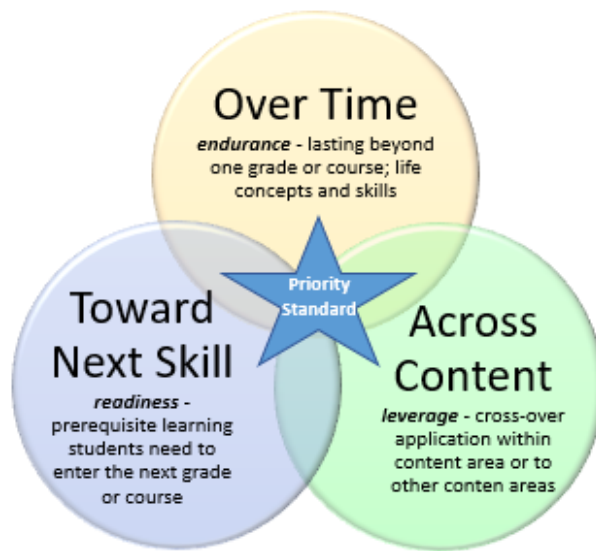 Over Time
endurance - lasting beyond
one grade or course; life
concepts and skills
Priority
Standard
Toward
Next Skill
readiness -
prerequisite learning
students need to
enter the next grade
or course
Across
Content
leverage - cross-over
application within
content area or to
other conten areas